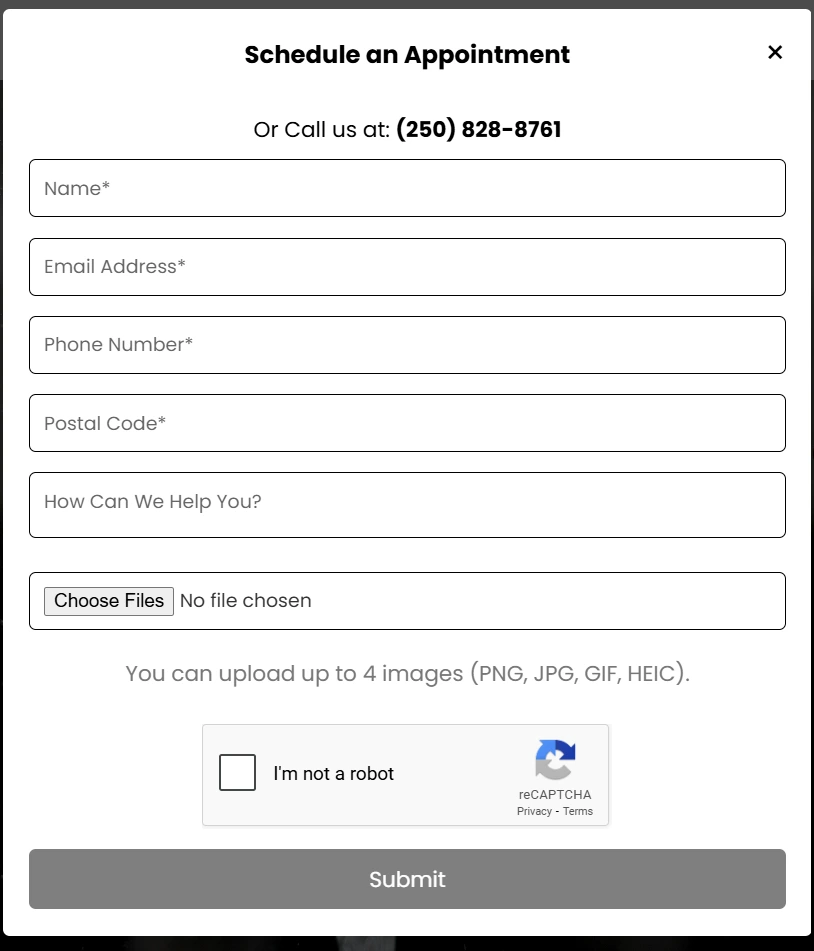 Schedule an Appointment ×
Or Call us at: (250) 828-8761
Name*
Email Address*
Phone Number*
Postal Code*
How Can We Help You?
Choose Files No file chosen
You can upload up to 4 images (PNG, JPG, GIF, HEIC).
I'm not a robot
reCAPTCHA
Privacy - Terms
Submit